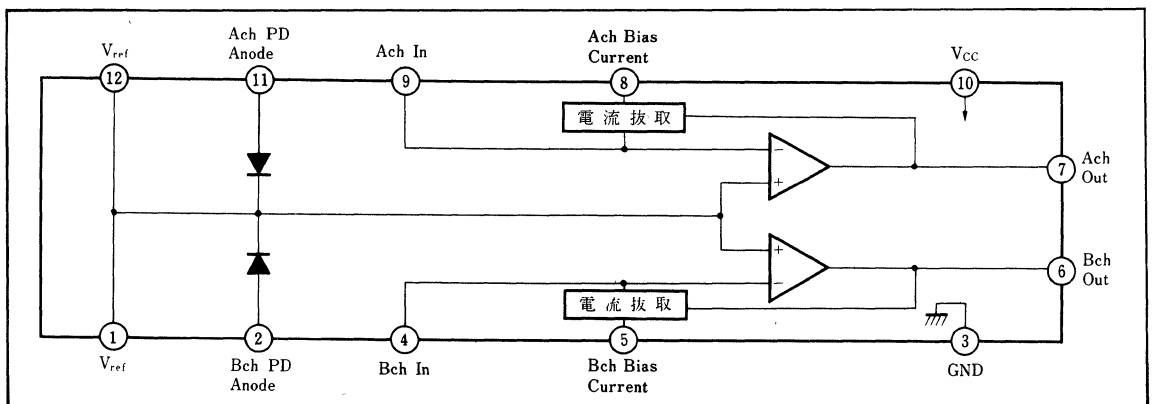 Ach PD
Anode
Vref
Ach In
Ach Bias
Current
VCC
12
11
9
8
10
電流抜取
−
+
7
Ach
Out
+
−
6
Bch
Out
電流抜取
1
2
4
5
3
Vref
Bch PD
Anode
Bch In
Bch Bias
Current
GND